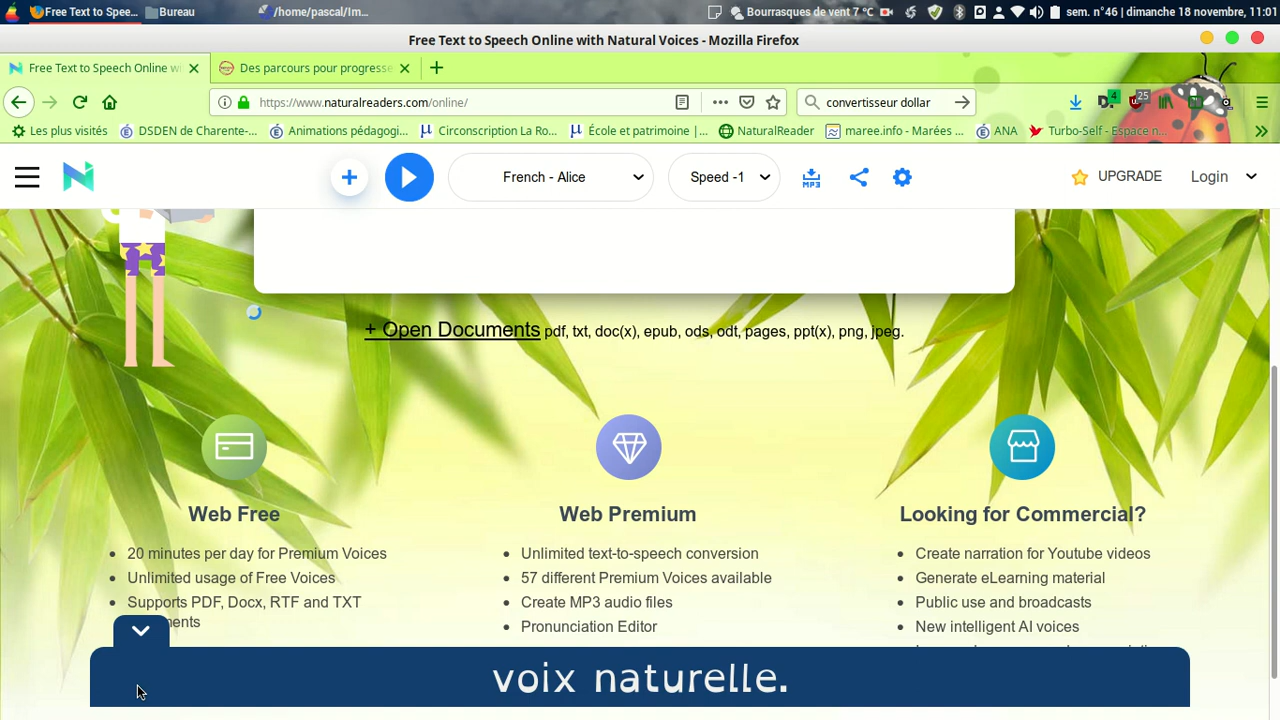 Free Text to Spee... Bureau /home/pascal/Im... Bourrasques de vent 7 °C sem. n°46 | dimanche 18 novembre, 11:01
Free Text to Speech Online with Natural Voices - Mozilla Firefox
Free Text to Speech Online wi Des parcours pour progresse
https://www.naturalreaders.com/online/ convertisseur dollar 4 25
Les plus visités DSDEN de Charente-... Animations pédagogi... Circonscription La Ro... École et patrimoine |... NaturalReader maree.info - Marées ... ANA Turbo-Self - Espace n...
French - Alice Speed -1 MP3 UPGRADE Login
+ Open Documents pdf, txt, doc(x), epub, ods, odt, pages, ppt(x), png, jpeg.
Web Free
20 minutes per day for Premium Voices
Unlimited usage of Free Voices
Supports PDF, Docx, RTF and TXT
Web Premium
Unlimited text-to-speech conversion
57 different Premium Voices available
Create MP3 audio files
Pronunciation Editor
Looking for Commercial?
Create narration for Youtube videos
Generate eLearning material
Public use and broadcasts
New intelligent AI voices
voix naturelle.